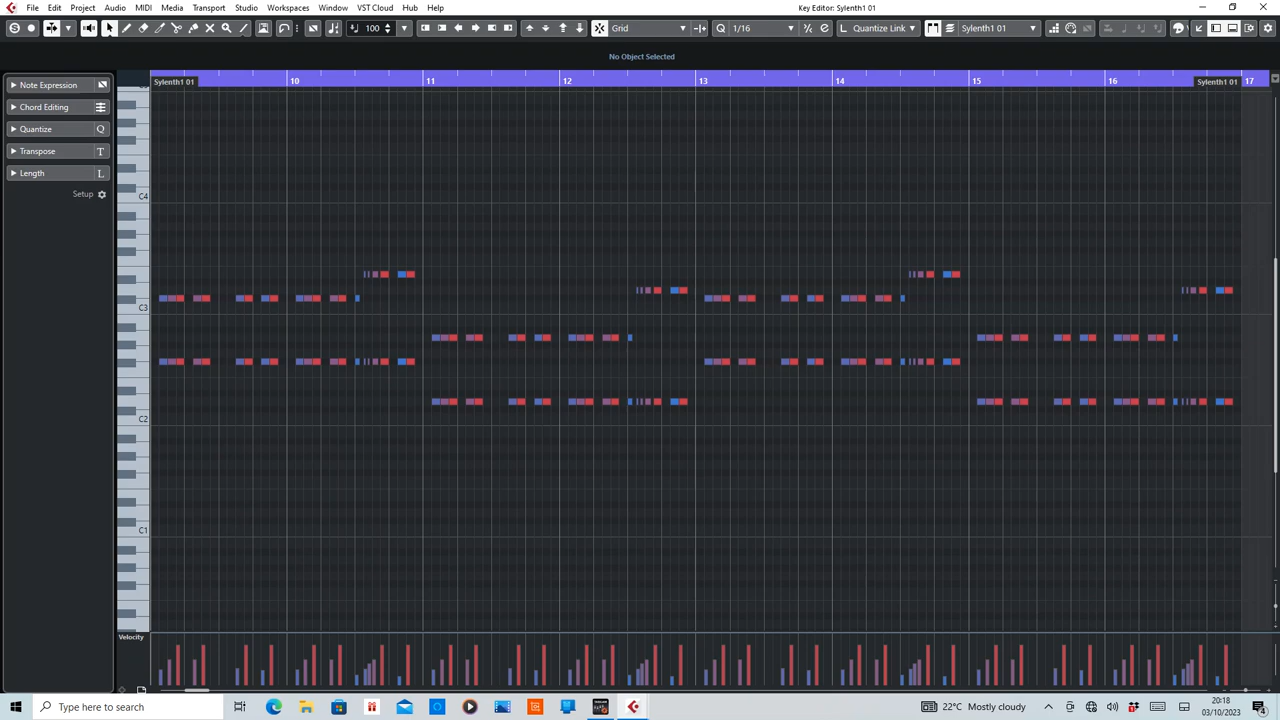 Key Editor: Sylenth1 01
File Edit Project Audio MIDI Media Transport Studio Workspaces Window VST Cloud Hub Help
S 100 Grid Q 1/16 e L Quantize Link Sylenth1 01
No Object Selected
Sylenth1 01 10 11 12 13 14 15 16 Sylenth1 01 17
Note Expression
Chord Editing
Quantize Q
Transpose T
Length L
Setup
C4
C3
C2
C1
Velocity
Type here to search
22°C Mostly cloudy
20:18
03/10/2023
4